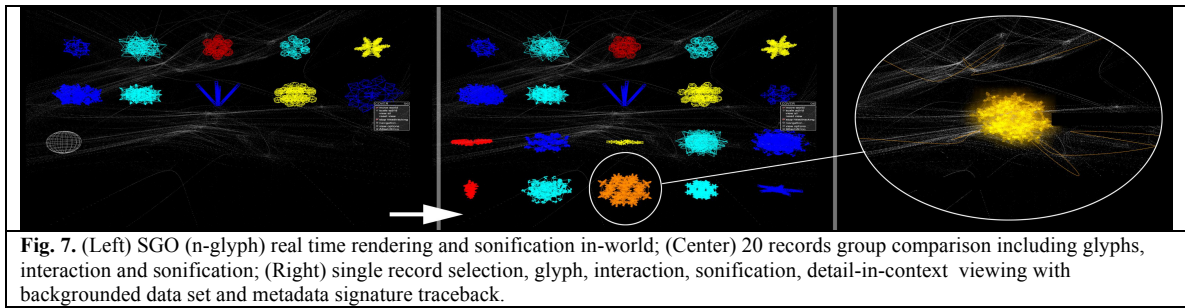 Fig. 7. (Left) SGO (n-glyph) real time rendering and sonification in-world; (Center) 20 records group comparison including glyphs,
interaction and sonification; (Right) single record selection, glyph, interaction, sonification, detail-in-context viewing with
backgrounded data set and metadata signature traceback.